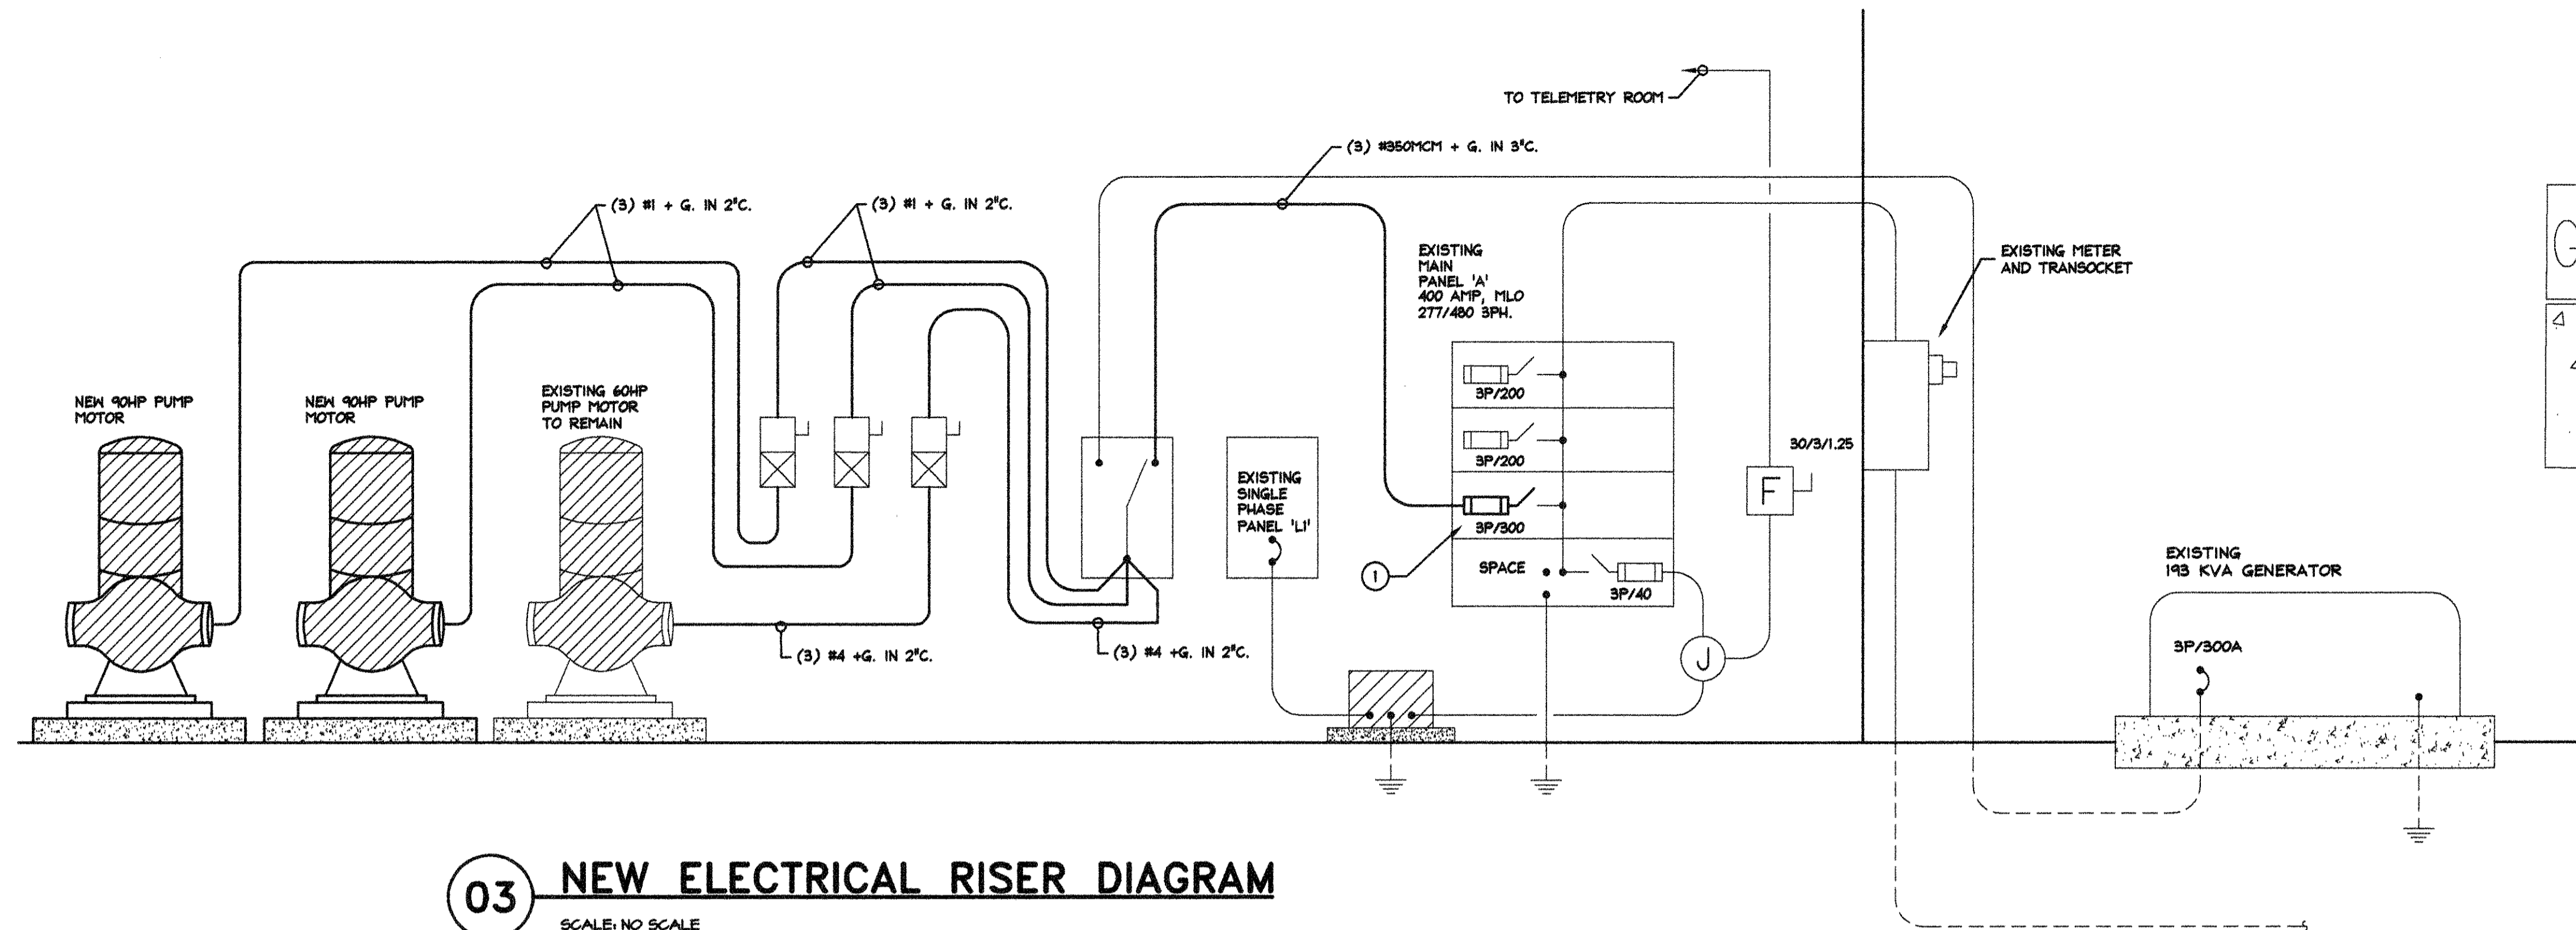 TO TELEMETRY ROOM
(3) #350MCM + G. IN 3"C.
(3) #1 + G. IN 2"C.
(3) #1 + G. IN 2"C.
EXISTING
MAIN
PANEL 'A'
400 AMP, MLO
277/480 3PH.
EXISTING METER
AND TRANSOCKET
NEW 90HP PUMP
MOTOR
NEW 90HP PUMP
MOTOR
EXISTING 60HP
PUMP MOTOR
TO REMAIN
3P/200
3P/200
3P/300
SPACE
3P/40
30/3/1.25
F
EXISTING
SINGLE
PHASE
PANEL 'L1'
1
J
(3) #4 +G. IN 2"C.
(3) #4 +G. IN 2"C.
EXISTING
193 KVA GENERATOR
3P/300A
03
NEW ELECTRICAL RISER DIAGRAM
SCALE: NO SCALE